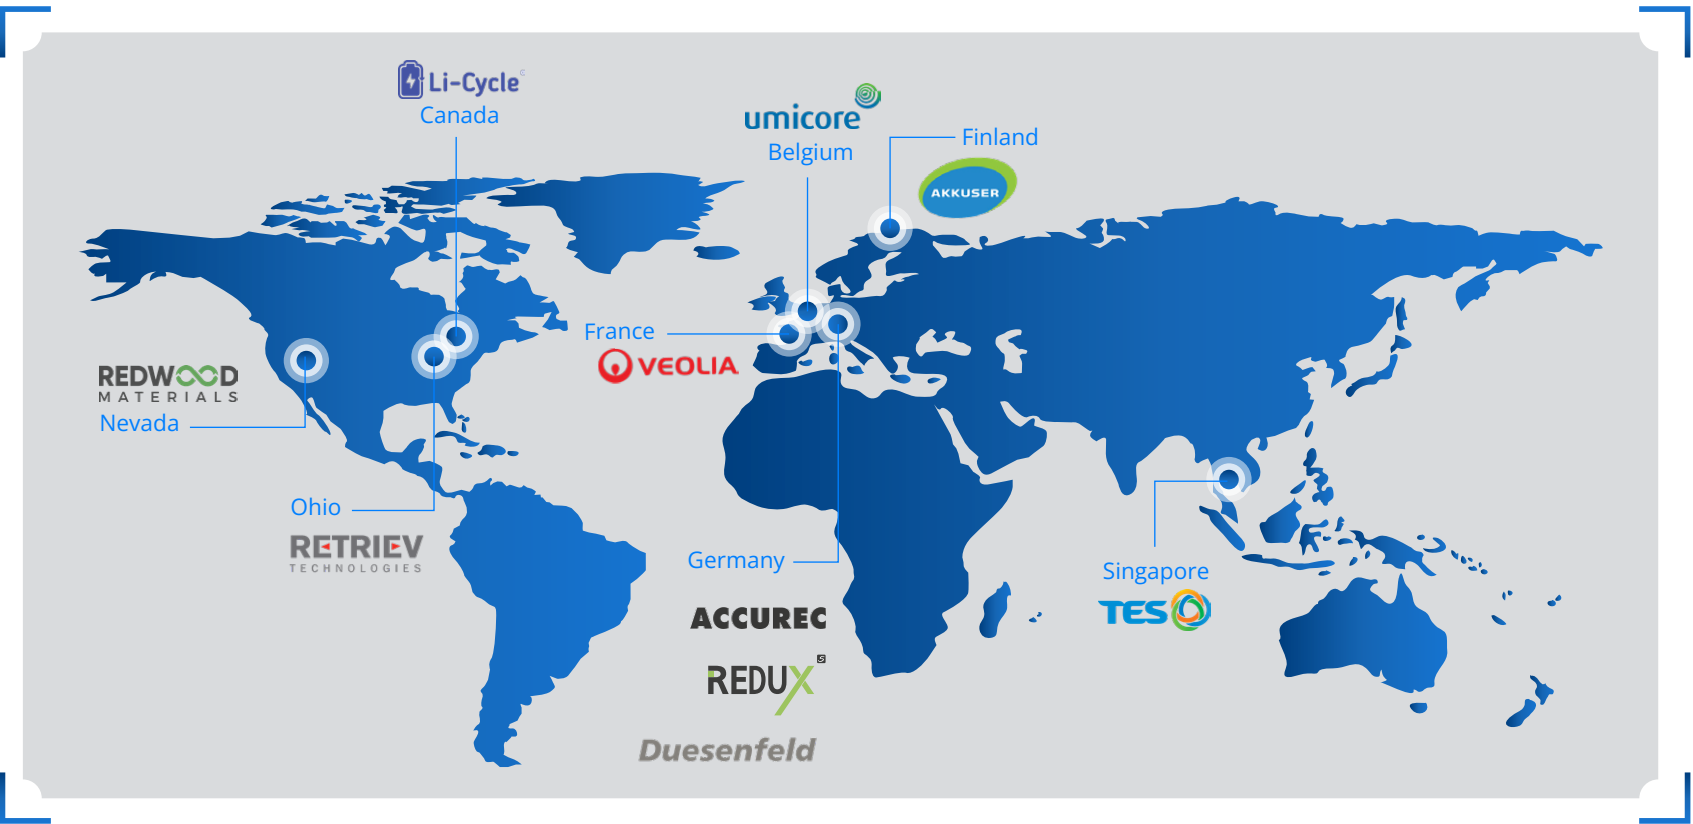 Li-Cycle
Canada
umicore
Belgium
Finland
AKKUSER
France
VEOLIA
REDWOOD
MATERIALS
Nevada
Ohio
RETRIEV
TECHNOLOGIES
Germany
ACCUREC
REDUX
Duesenfeld
Singapore
TES